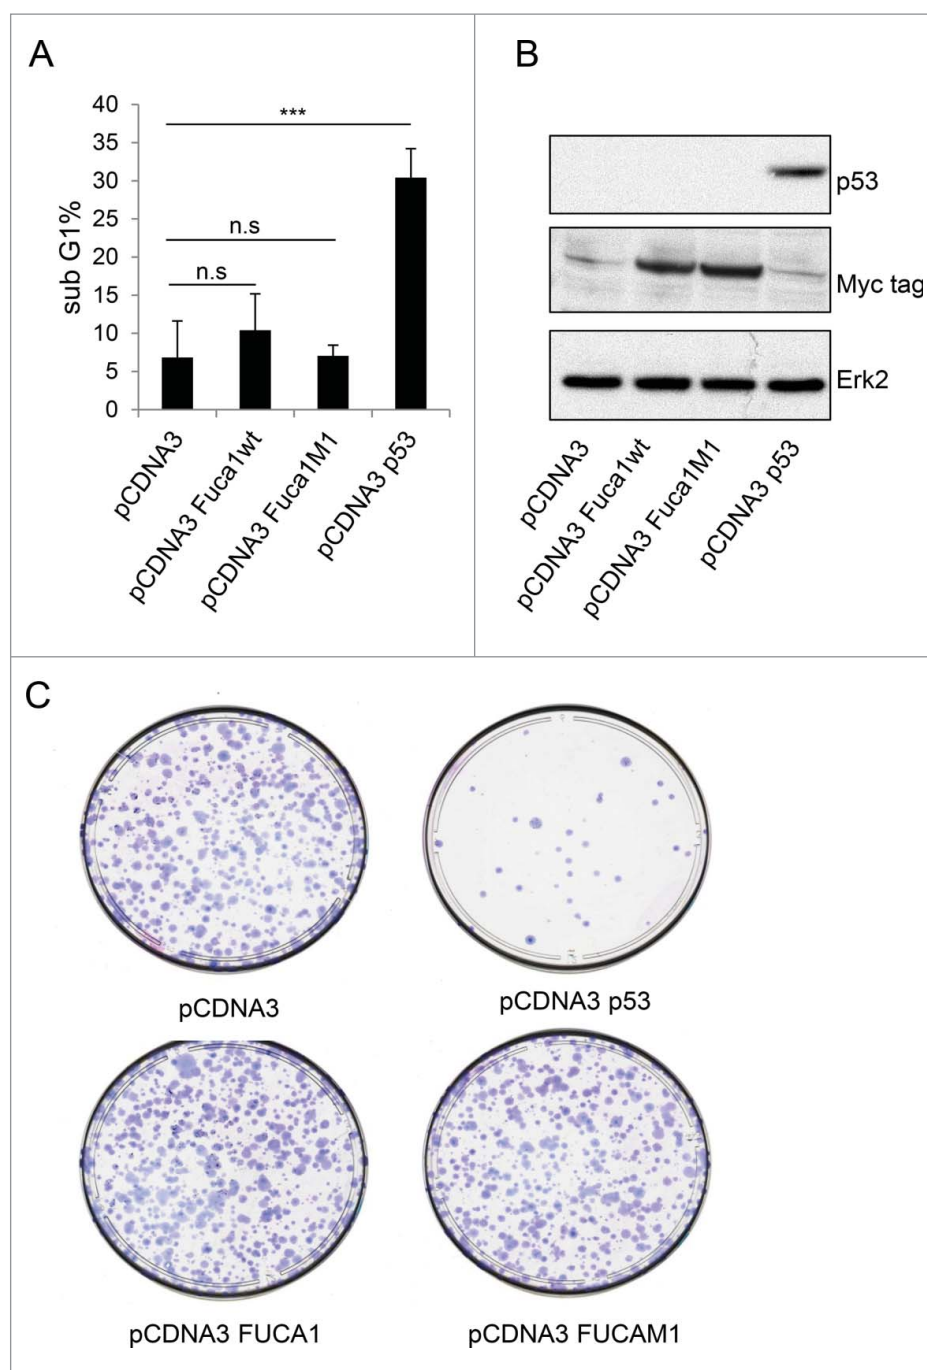 A
sub G1%
40
35
30
25
20
15
10
5
0
***
n.s
n.s
pCDNA3
pCDNA3 Fuca1wt
pCDNA3 Fuca1M1
pCDNA3 p53
B
p53
Myc tag
Erk2
pCDNA3
pCDNA3 Fuca1wt
pCDNA3 Fuca1M1
pCDNA3 p53
C
pCDNA3
pCDNA3 p53
pCDNA3 FUCA1
pCDNA3 FUCAM1